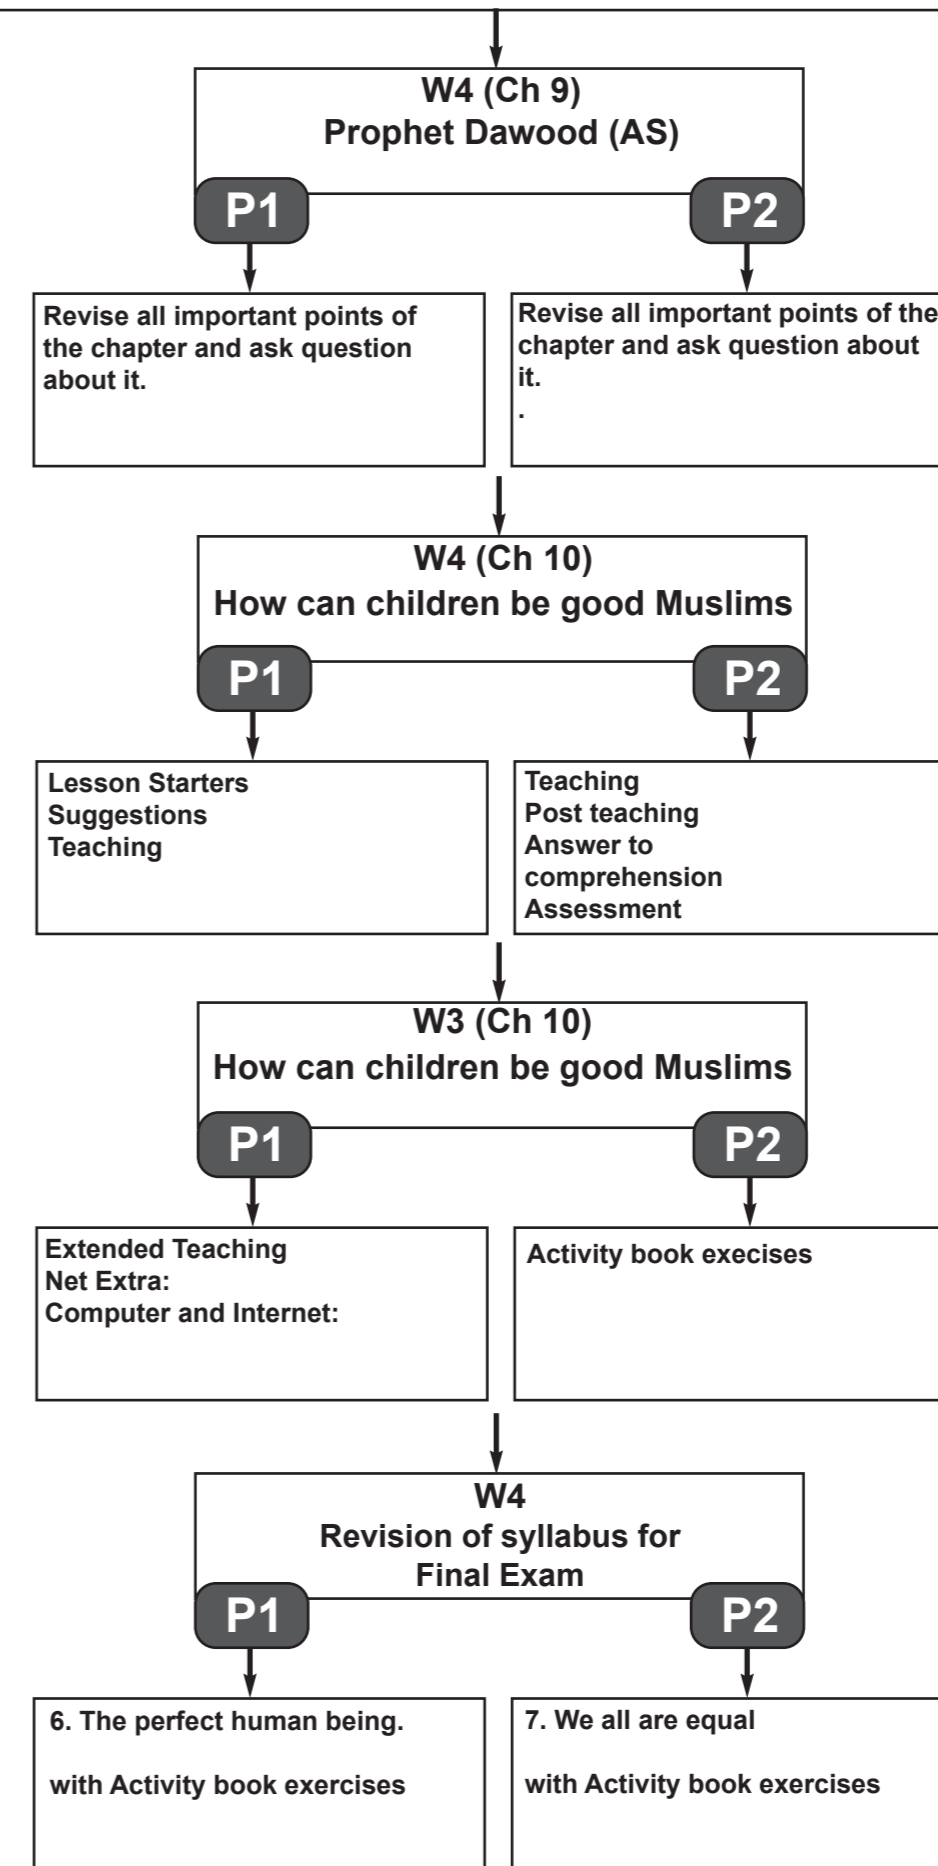 W4 (Ch 9)
Prophet Dawood (AS)
P1
P2
Revise all important points of
the chapter and ask question
about it.
Revise all important points of the
chapter and ask question about
it.
.
W4 (Ch 10)
How can children be good Muslims
P1
P2
Lesson Starters
Suggestions
Teaching
Teaching
Post teaching
Answer to
comprehension
Assessment
W3 (Ch 10)
How can children be good Muslims
P1
P2
Extended Teaching
Net Extra:
Computer and Internet:
Activity book execises
W4
Revision of syllabus for
Final Exam
P1
P2
6. The perfect human being.
with Activity book exercises
7. We all are equal
with Activity book exercises